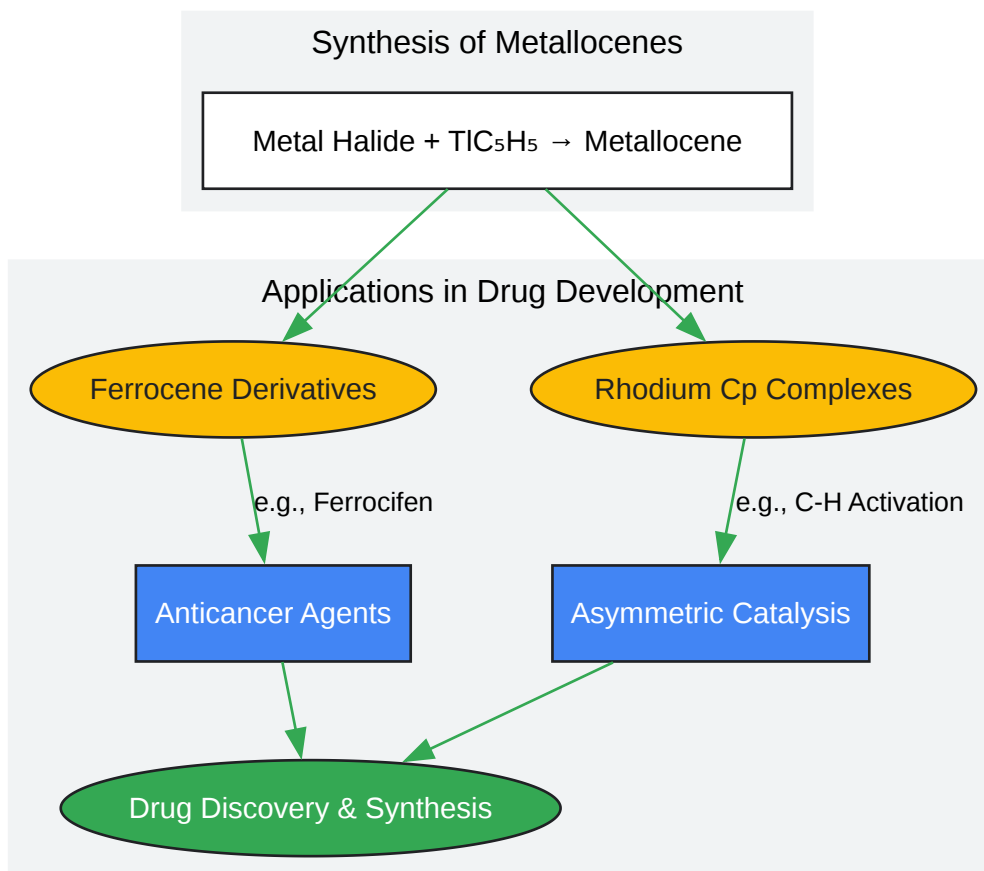 Synthesis of Metallocenes
Metal Halide + TlC₅H₅ → Metallocene
Applications in Drug Development
Ferrocene Derivatives
Rhodium Cp Complexes
e.g., Ferrocifen
e.g., C-H Activation
Anticancer Agents
Asymmetric Catalysis
Drug Discovery & Synthesis